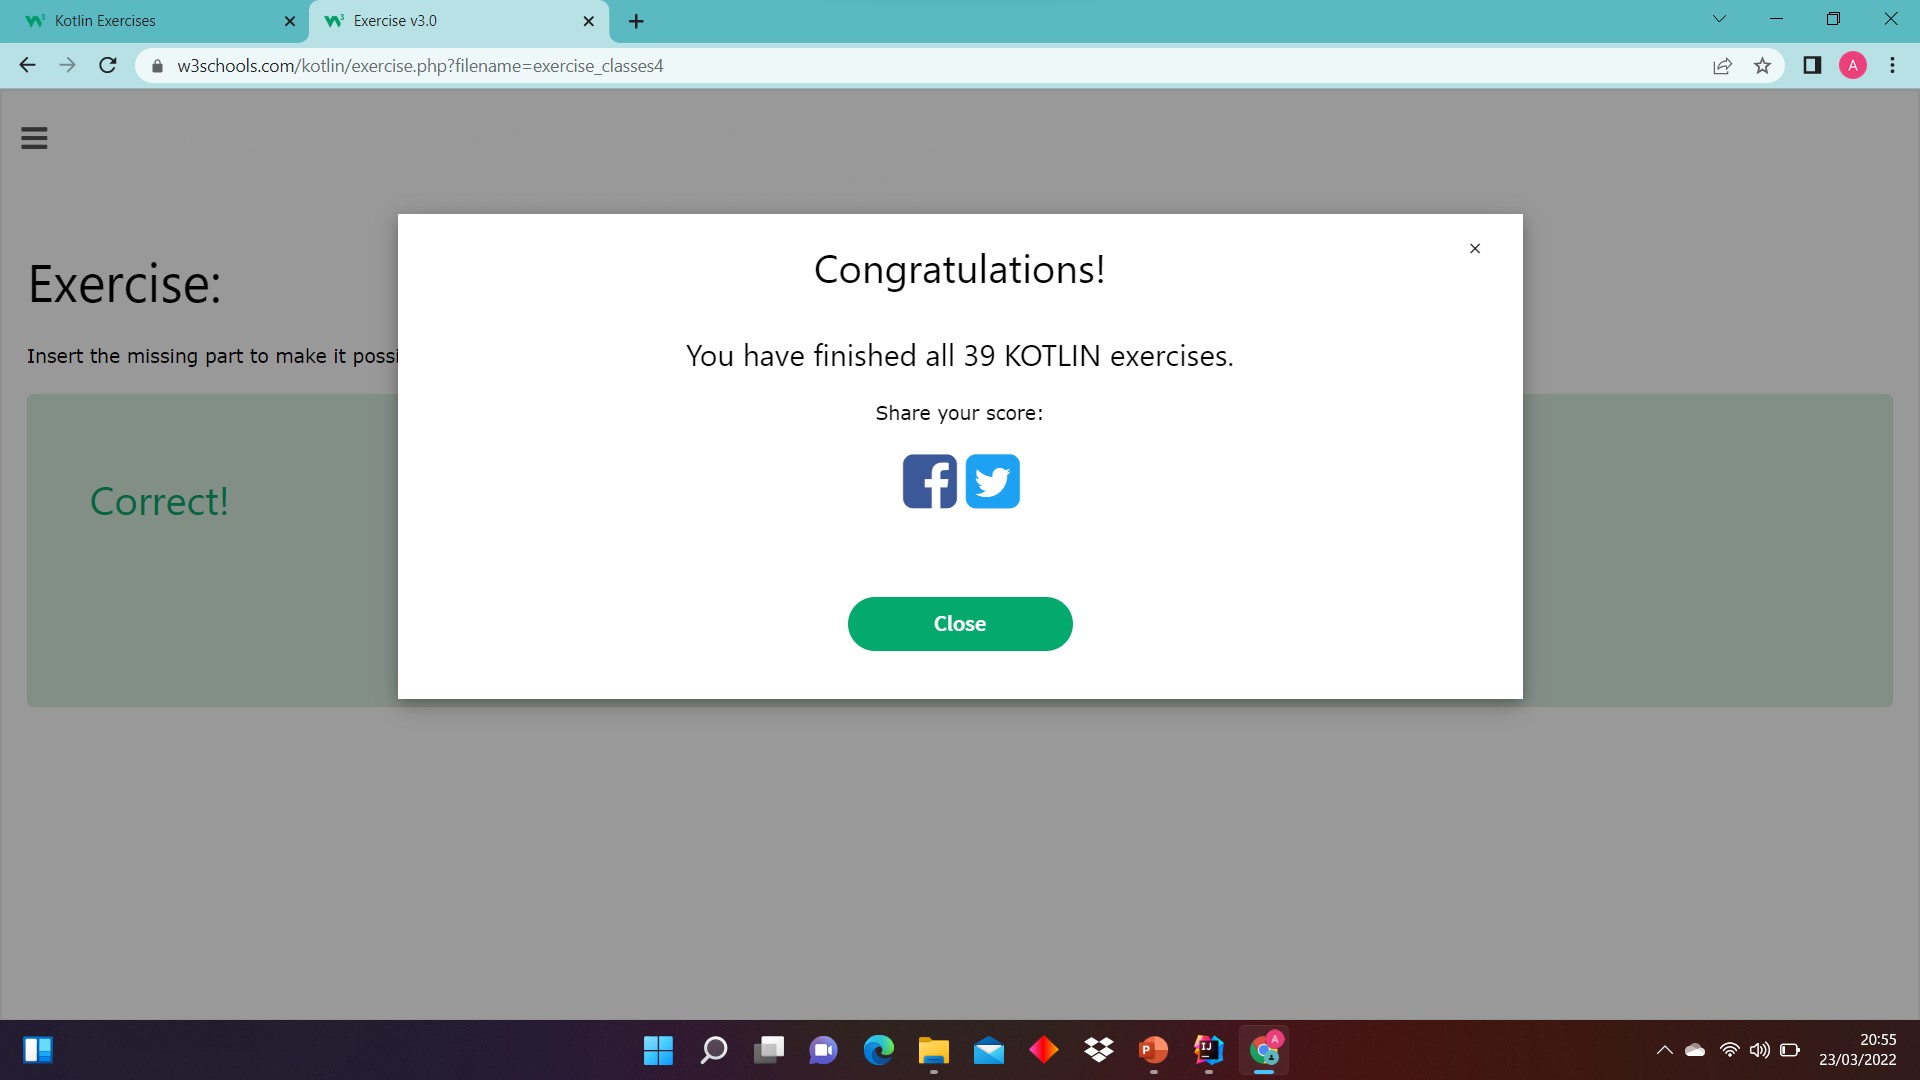 Kotlin Exercises
Exercise v3.0
w3schools.com/kotlin/exercise.php?filename=exercise_classes4
A
Exercise:
Insert the missing part to make it possi
Correct!
Congratulations!
You have finished all 39 KOTLIN exercises.
Share your score:
Close
20:55
23/03/2022